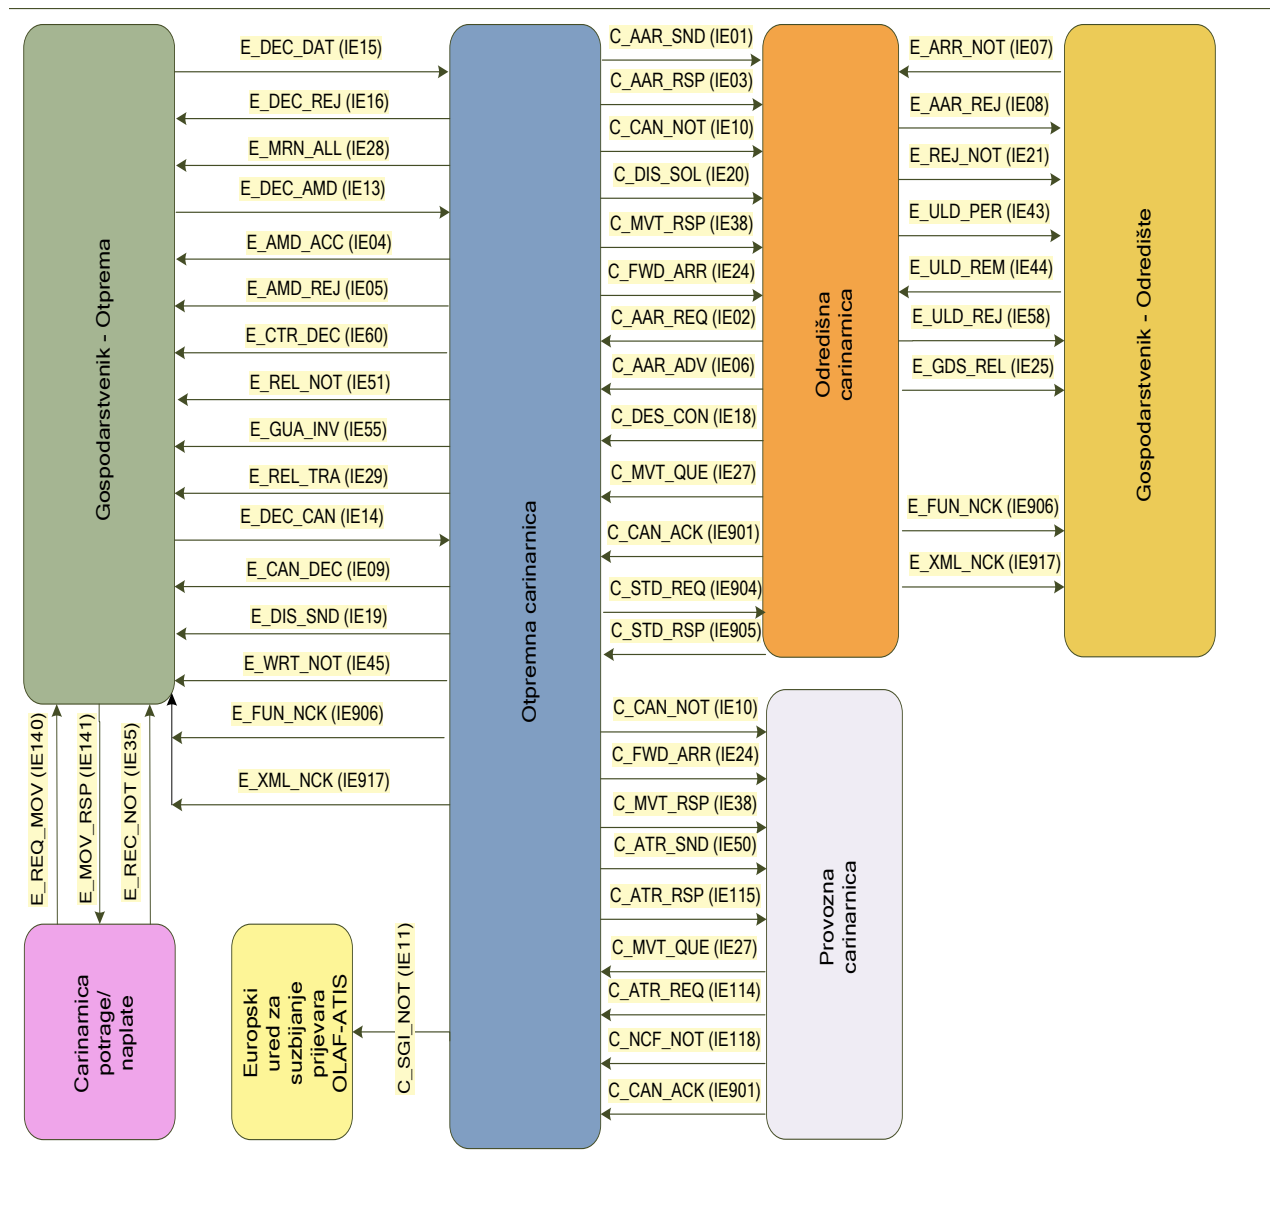 Gospodarstvenik - Otprema
E_DEC_DAT (IE15)
E_DEC_REJ (IE16)
E_MRN_ALL (IE28)
E_DEC_AMD (IE13)
E_AMD_ACC (IE04)
E_AMD_REJ (IE05)
E_CTR_DEC (IE60)
E_REL_NOT (IE51)
E_GUA_INV (IE55)
E_REL_TRA (IE29)
E_DEC_CAN (IE14)
E_CAN_DEC (IE09)
E_DIS_SND (IE19)
E_WRT_NOT (IE45)
E_FUN_NCK (IE906)
E_XML_NCK (IE917)
Otpremna carinarnica
C_AAR_SND (IE01)
C_AAR_RSP (IE03)
C_CAN_NOT (IE10)
C_DIS_SOL (IE20)
C_MVT_RSP (IE38)
C_FWD_ARR (IE24)
C_AAR_REQ (IE02)
C_AAR_ADV (IE06)
C_DES_CON (IE18)
C_MVT_QUE (IE27)
C_CAN_ACK (IE901)
C_STD_REQ (IE904)
C_STD_RSP (IE905)
Odredišna
carinarnica
E_ARR_NOT (IE07)
E_AAR_REJ (IE08)
E_REJ_NOT (IE21)
E_ULD_PER (IE43)
E_ULD_REM (IE44)
E_ULD_REJ (IE58)
E_GDS_REL (IE25)
E_FUN_NCK (IE906)
E_XML_NCK (IE917)
Gospodarstvenik - Odredište
C_CAN_NOT (IE10)
C_FWD_ARR (IE24)
C_MVT_RSP (IE38)
C_ATR_SND (IE50)
C_ATR_RSP (IE115)
C_MVT_QUE (IE27)
C_ATR_REQ (IE114)
C_NCF_NOT (IE118)
C_CAN_ACK (IE901)
Provozna
carinarnica
E_REQ_MOV (IE140)
E_MOV_RSP (IE141)
E_REC_NOT (IE35)
Carinarnica
potrage/
naplate
Europski
ured za
suzbijanje
prijevara
OLAF-ATIS
C_SGI_NOT (IE11)